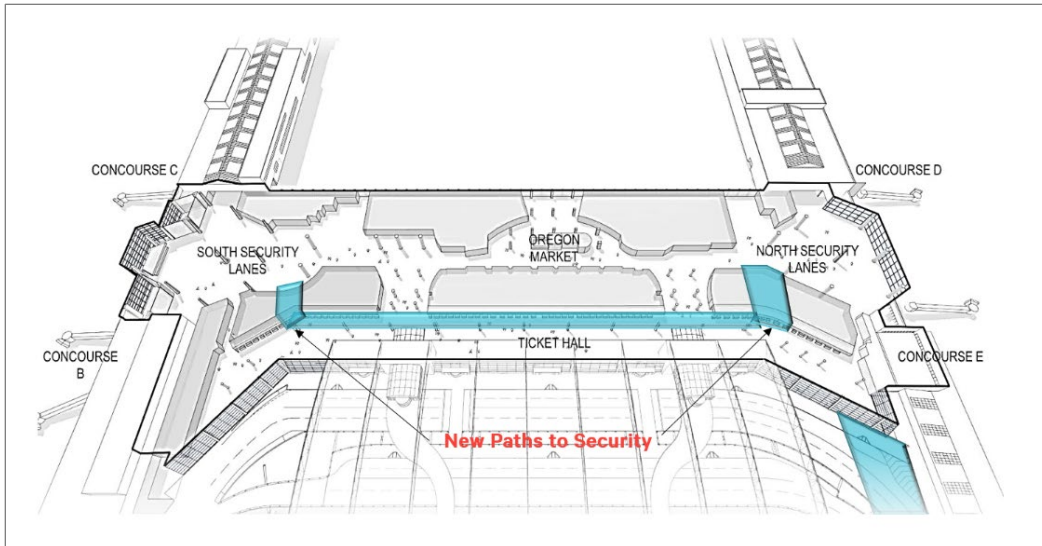 CONCOURSE C
CONCOURSE D
OREGON
MARKET
SOUTH SECURITY
LANES
NORTH SECURITY
LANES
TICKET HALL
CONCOURSE
B
CONCOURSE E
New Paths to Security